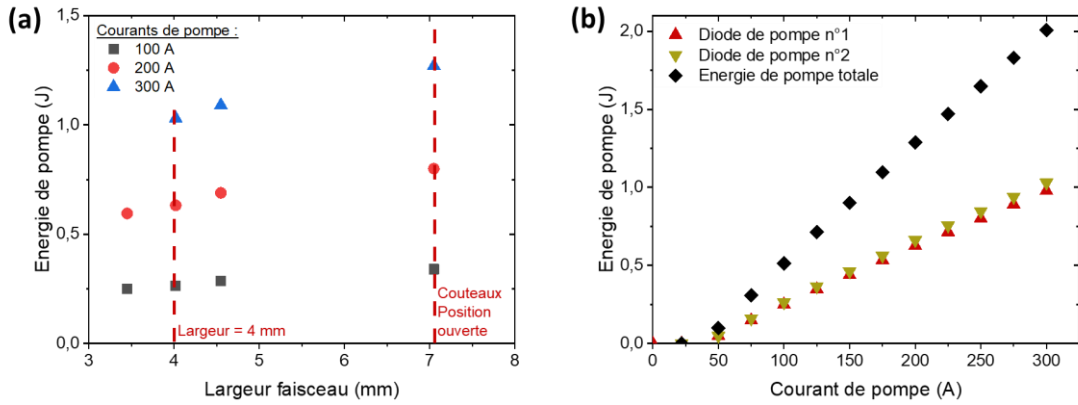 (a)
Courants de pompe :
100 A
200 A
300 A
1,5
1,0
0,5
0,0
Energie de pompe (J)
Largeur = 4 mm
Couteaux
Position
ouverte
3 4 5 6 7 8
Largeur faisceau (mm)
(b)
Diode de pompe n°1
Diode de pompe n°2
Energie de pompe totale
2,0
1,5
1,0
0,5
0,0
Energie de pompe (J)
0 50 100 150 200 250 300
Courant de pompe (A)